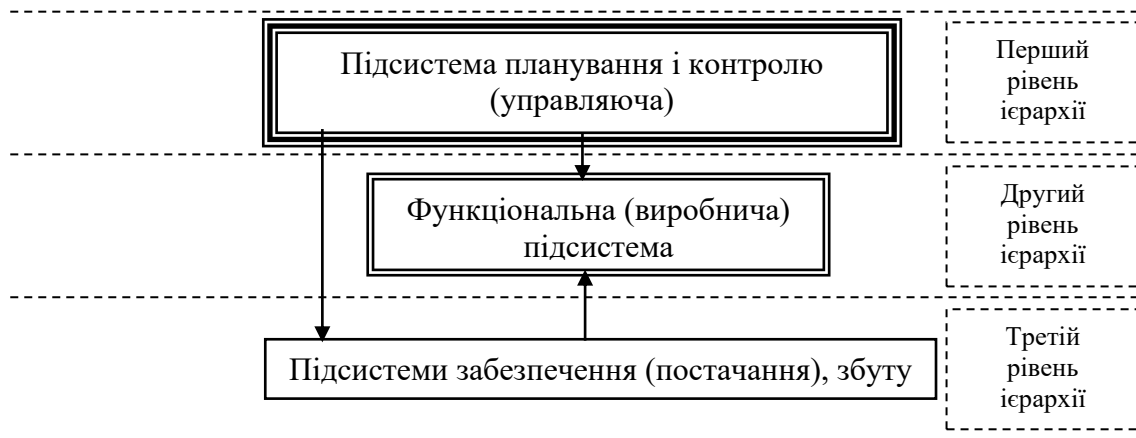 Підсистема планування і контролю
(управляюча)
Перший
рівень
ієрархії
Функціональна (виробнича)
підсистема
Другий
рівень
ієрархії
Підсистеми забезпечення (постачання), збуту
Третій
рівень
ієрархії